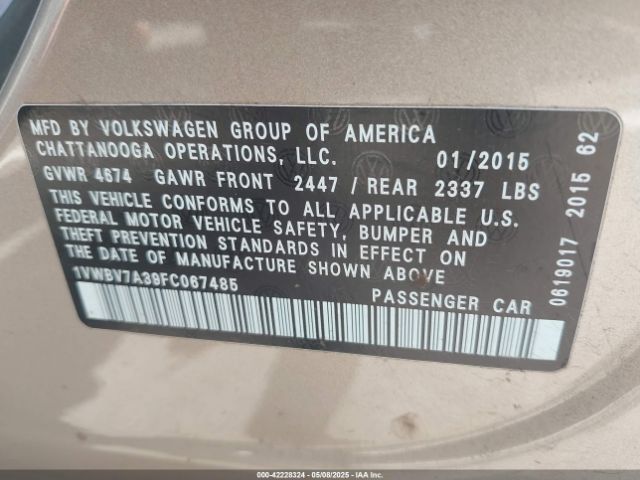 MFD BY VOLKSWAGEN GROUP OF AMERICA
CHATTANOOGA OPERATIONS, LLC. 01/2015
GVWR 4674 GAWR FRONT 2447 / REAR 2337 LBS
THIS VEHICLE CONFORMS TO ALL APPLICABLE U.S.
FEDERAL MOTOR VEHICLE SAFETY, BUMPER AND
THEFT PREVENTION STANDARDS IN EFFECT ON
THE DATE OF MANUFACTURE SHOWN ABOVE
1VWBV7A39FC067485
PASSENGER CAR
0619017 2015 62
000-42228324 - 05/08/2025 - IAAI, Inc.